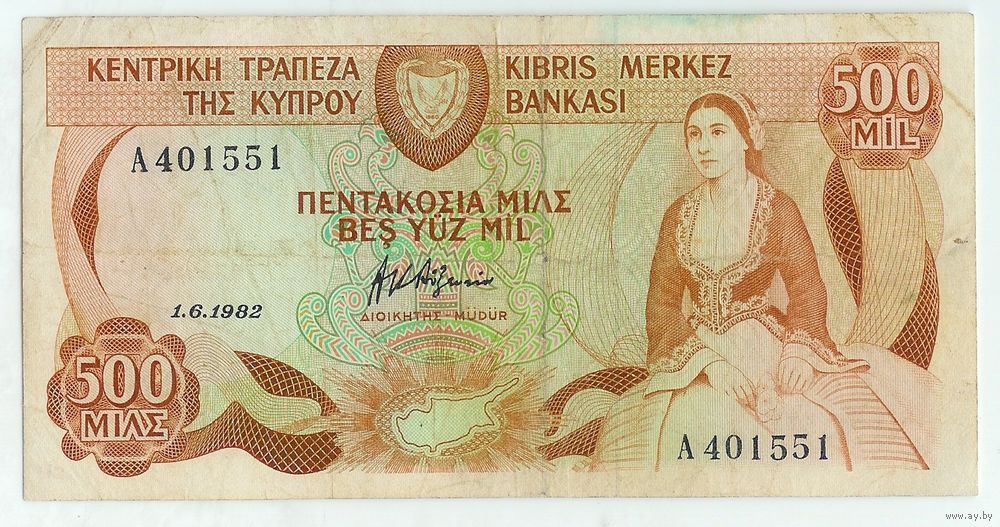 ΚΕΝΤΡΙΚΗ ΤΡΑΠΕΖΑ
ΤΗΣ ΚΥΠΡΟΥ
KIBRIS MERKEZ
BANKASI
500
MİL
A 401551
ΠΕΝΤΑΚΟΣΙΑ ΜΙΛΣ
BEŞ YÜZ MİL
ΔΙΟΙΚΗΤΗΣ MÜDÜR
1.6.1982
500
ΜΙΛΣ
A 401551
www.ay.by